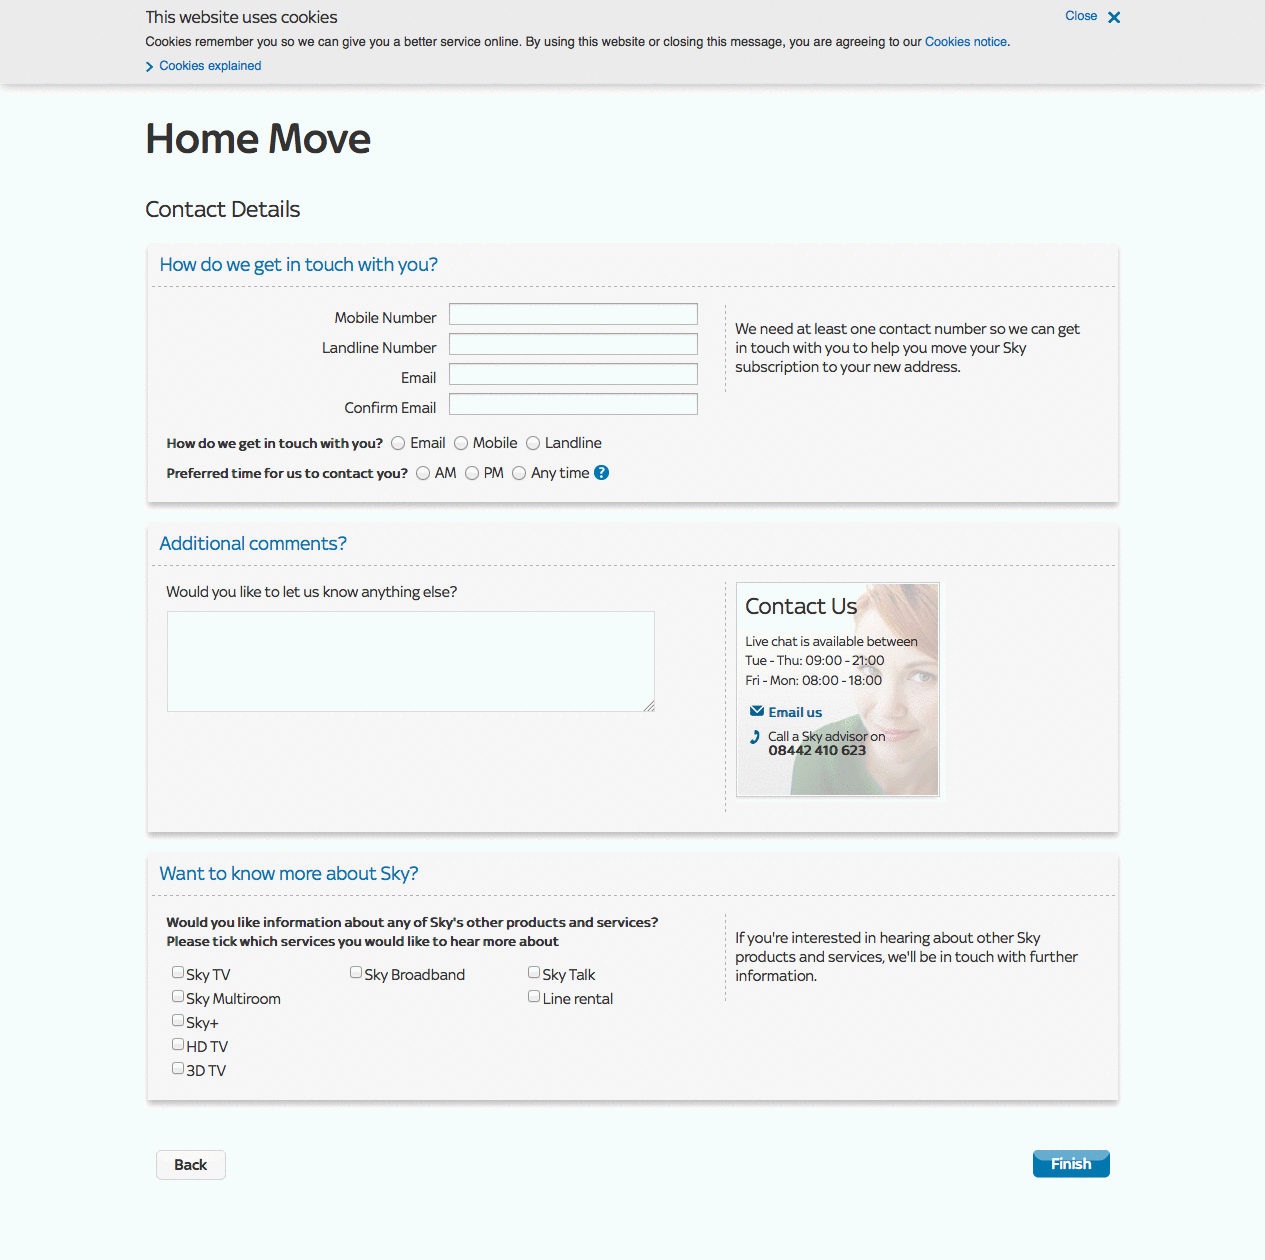 This website uses cookies
Close
Cookies remember you so we can give you a better service online. By using this website or closing this message, you are agreeing to our Cookies notice.
Cookies explained
Home Move
Contact Details
How do we get in touch with you?
Mobile Number
Landline Number
Email
Confirm Email
We need at least one contact number so we can get
in touch with you to help you move your Sky
subscription to your new address.
How do we get in touch with you? Email Mobile Landline
Preferred time for us to contact you? AM PM Any time ?
Additional comments?
Would you like to let us know anything else?
Contact Us
Live chat is available between
Tue - Thu: 09:00 - 21:00
Fri - Mon: 08:00 - 18:00
Email us
Call a Sky advisor on
08442 410 623
Want to know more about Sky?
Would you like information about any of Sky's other products and services?
Please tick which services you would like to hear more about
Sky TV Sky Broadband Sky Talk
Sky Multiroom Line rental
Sky+
HD TV
3D TV
If you're interested in hearing about other Sky
products and services, we'll be in touch with further
information.
Back
Finish